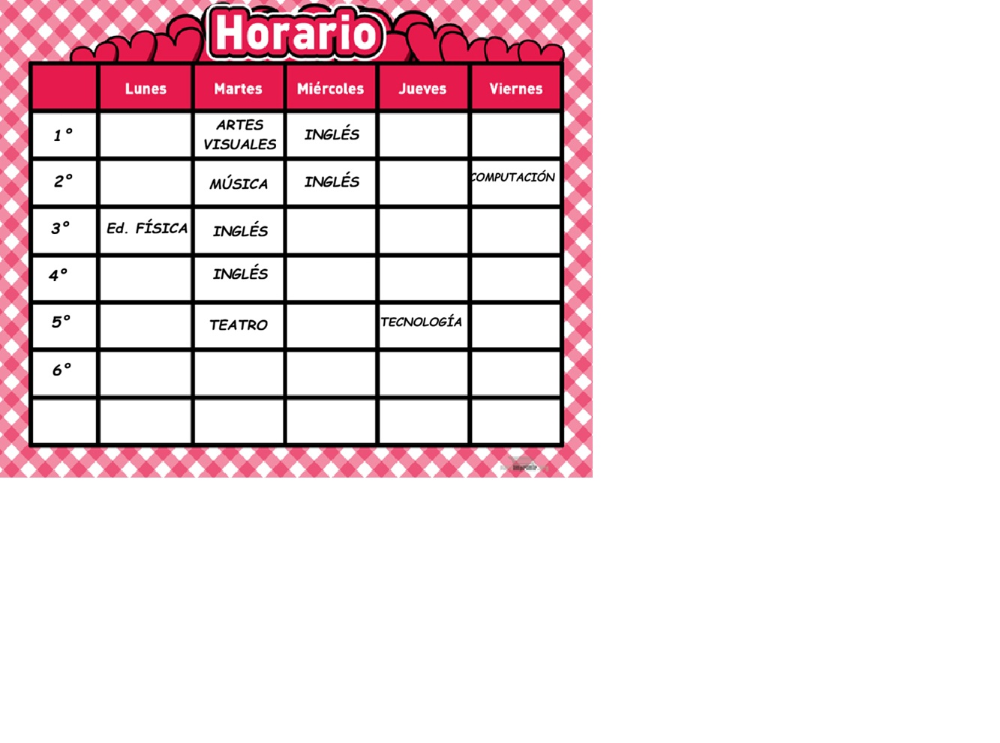 Horario
Lunes Martes Miércoles Jueves Viernes
1° ARTES VISUALES INGLÉS
2° MÚSICA INGLÉS COMPUTACIÓN
3° Ed. FÍSICA INGLÉS
4° INGLÉS
5° TEATRO TECNOLOGÍA
6°